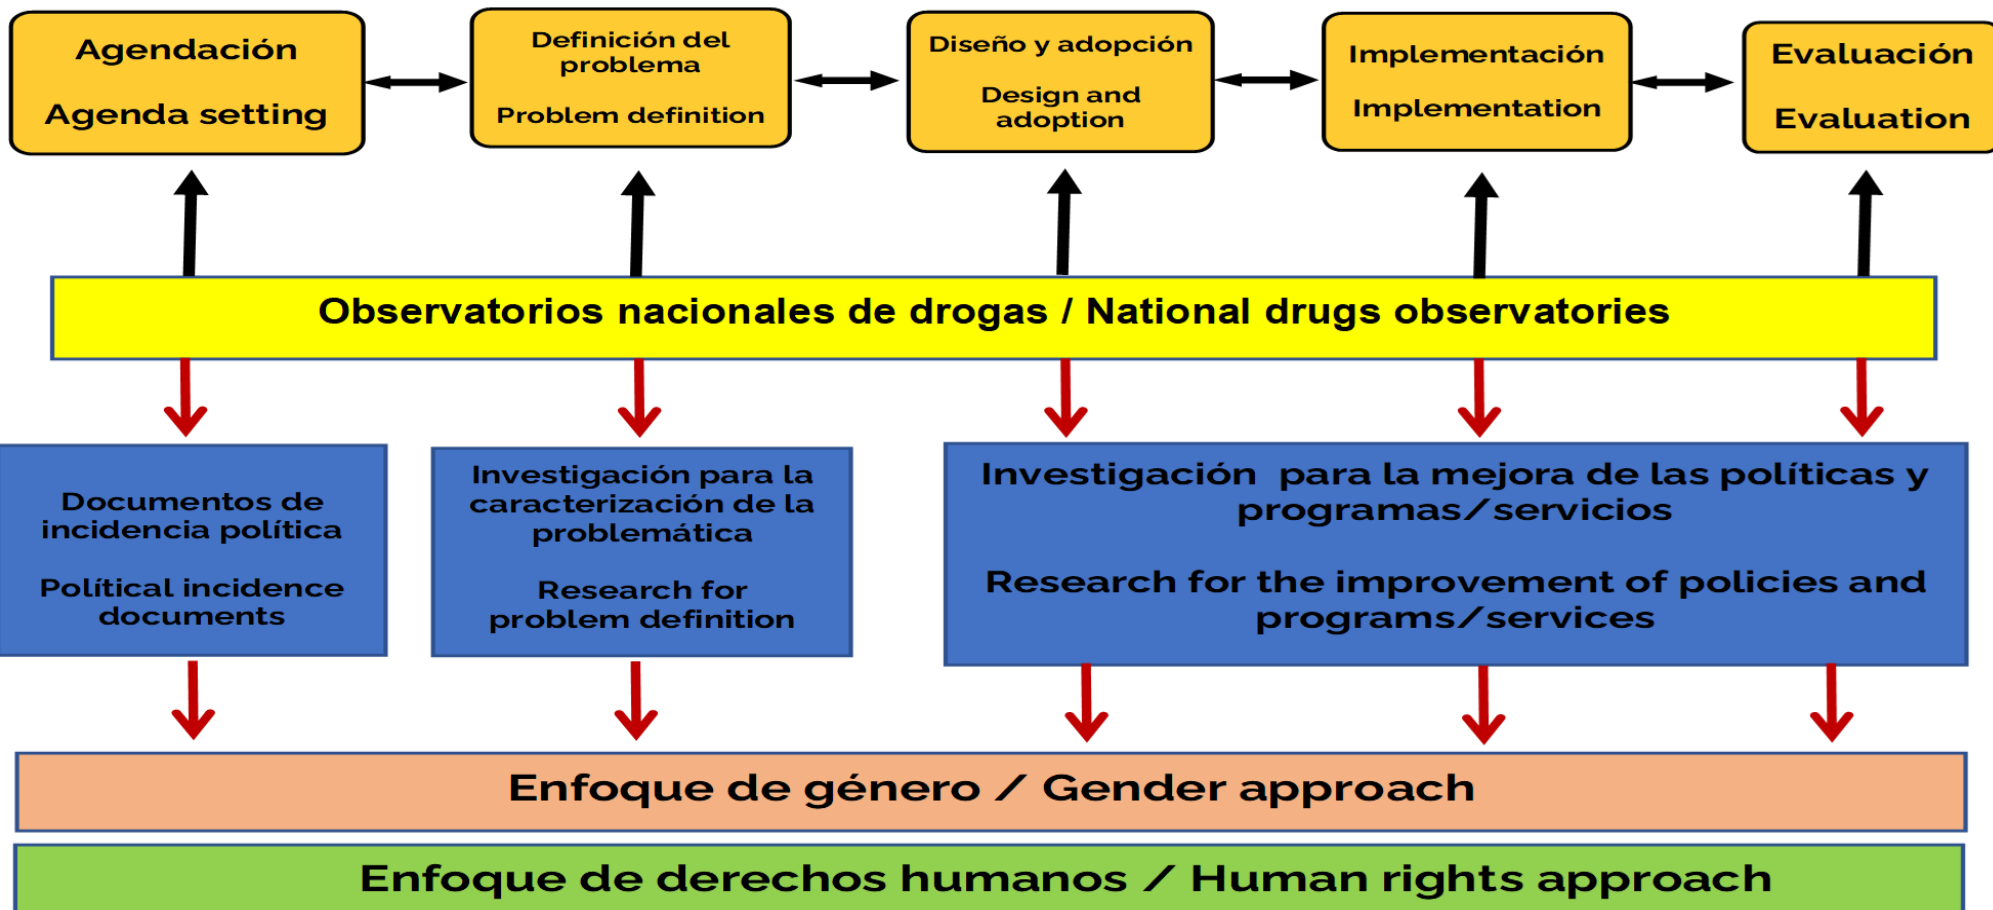 Agendación
Agenda setting
Definición del
problema
Problem definition
Diseño y adopción
Design and
adoption
Implementación
Implementation
Evaluación
Evaluation
Observatorios nacionales de drogas / National drugs observatories
Documentos de
incidencia política
Polítical incidence
documents
Investigación para la
caracterización de la
problemática
Research for
problem definition
Investigación para la mejora de las políticas y
programas/servicios
Research for the improvement of policies and
programs/services
Enfoque de género / Gender approach
Enfoque de derechos humanos / Human rights approach